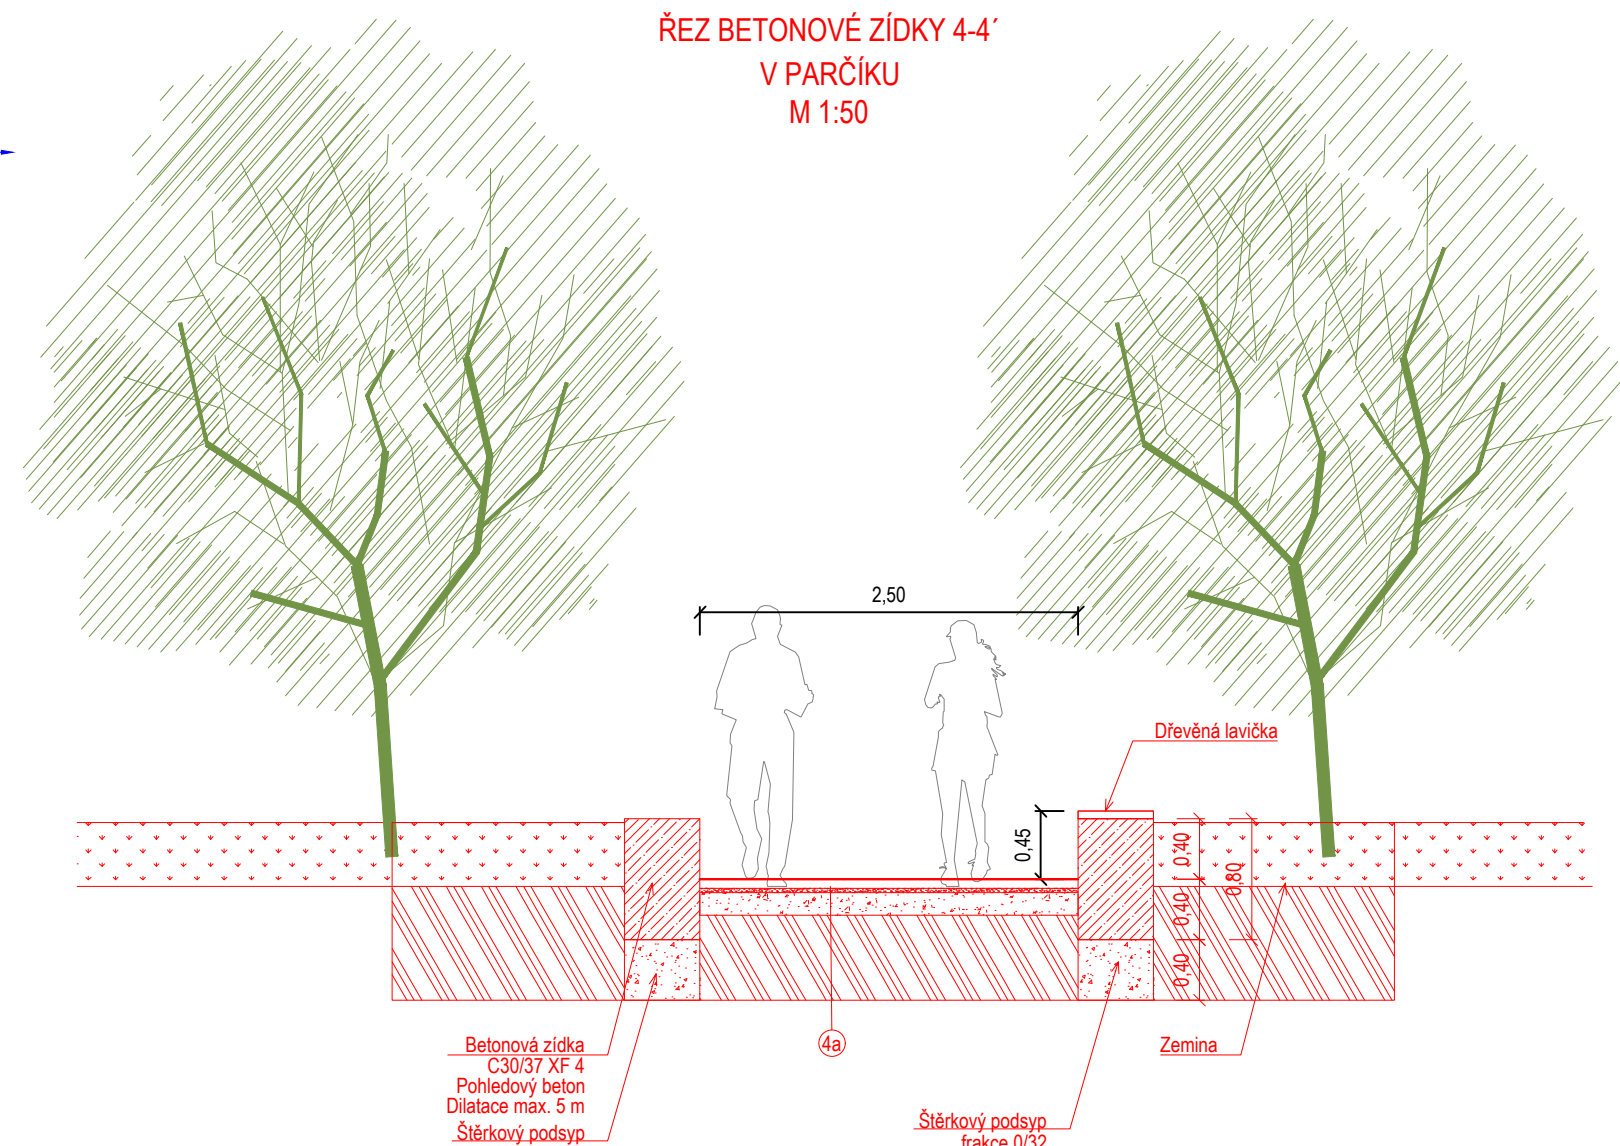 ŘEZ BETONOVÉ ZÍDKY 4-4´
V PARČÍKU
M 1:50
2,50
Dřevěná lavička
0,45
0,40
0,80
0,40
0,40
4a
Betonová zídka
C30/37 XF 4
Pohledový beton
Dilatace max. 5 m
Štěrkový podsyp
Zemina
Štěrkový podsyp
frakce 0/32